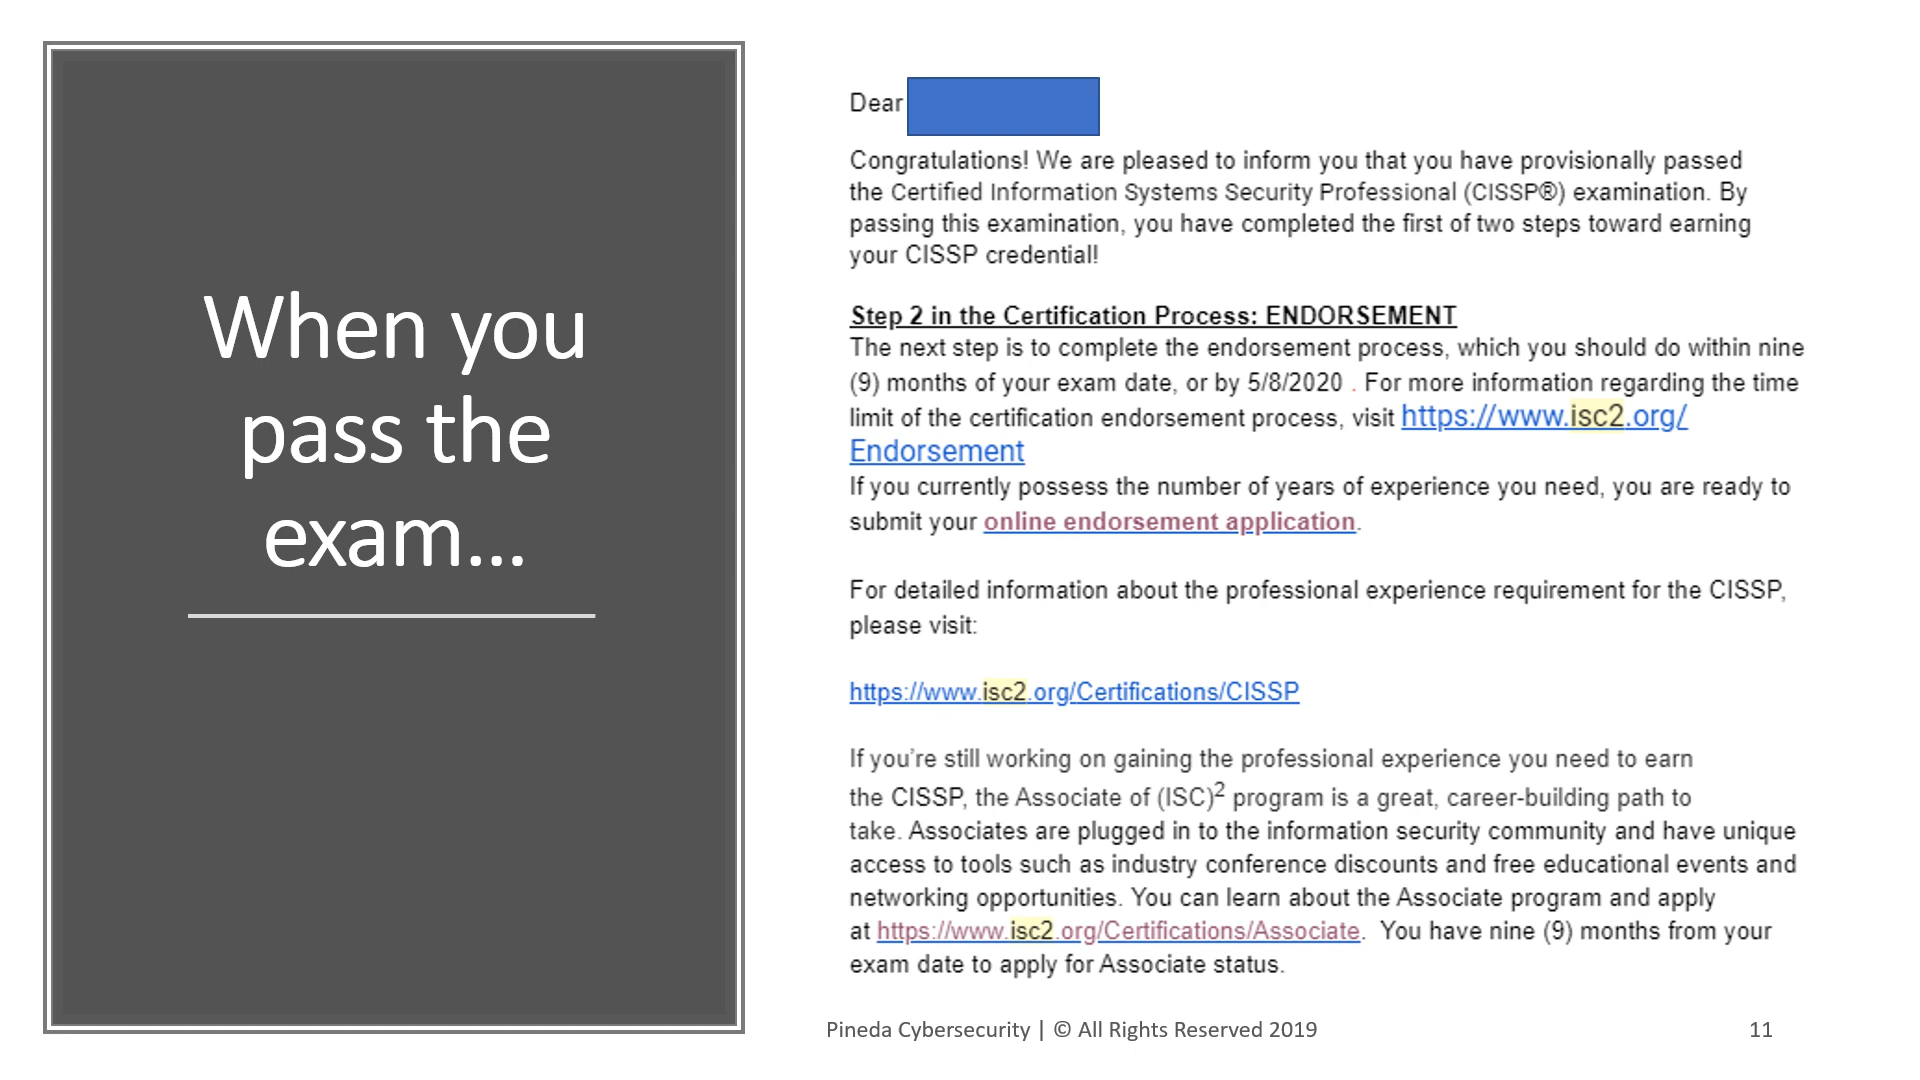 When you
pass the
exam...
Dear
Congratulations! We are pleased to inform you that you have provisionally passed
the Certified Information Systems Security Professional (CISSP®) examination. By
passing this examination, you have completed the first of two steps toward earning
your CISSP credential!
Step 2 in the Certification Process: ENDORSEMENT
The next step is to complete the endorsement process, which you should do within nine
(9) months of your exam date, or by 5/8/2020 . For more information regarding the time
limit of the certification endorsement process, visit https://www.isc2.org/
Endorsement
If you currently possess the number of years of experience you need, you are ready to
submit your online endorsement application.
For detailed information about the professional experience requirement for the CISSP,
please visit:
https://www.isc2.org/Certifications/CISSP
If you're still working on gaining the professional experience you need to earn
the CISSP, the Associate of (ISC)² program is a great, career-building path to
take. Associates are plugged in to the information security community and have unique
access to tools such as industry conference discounts and free educational events and
networking opportunities. You can learn about the Associate program and apply
at https://www.isc2.org/Certifications/Associate.  You have nine (9) months from your
exam date to apply for Associate status.
Pineda Cybersecurity | © All Rights Reserved 2019
11